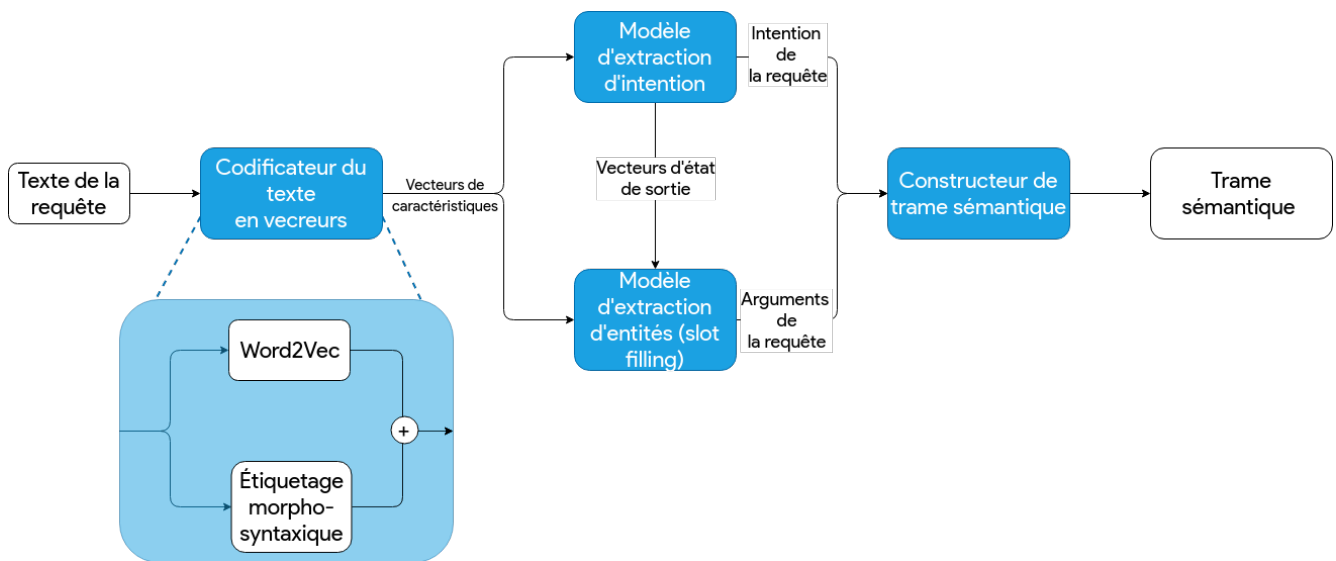 Texte de la
requête
Codificateur du
texte
en vecreurs
Vecteurs de
caractéristiques
Modèle
d'extraction
d'intention
Intention
de
la requête
Vecteurs d'état
de sortie
Modèle
d'extraction
d'entités (slot
filling)
Arguments
de
la requête
Constructeur de
trame sémantique
Trame
sémantique
Word2Vec
+
Étiquetage
morpho-
syntaxique